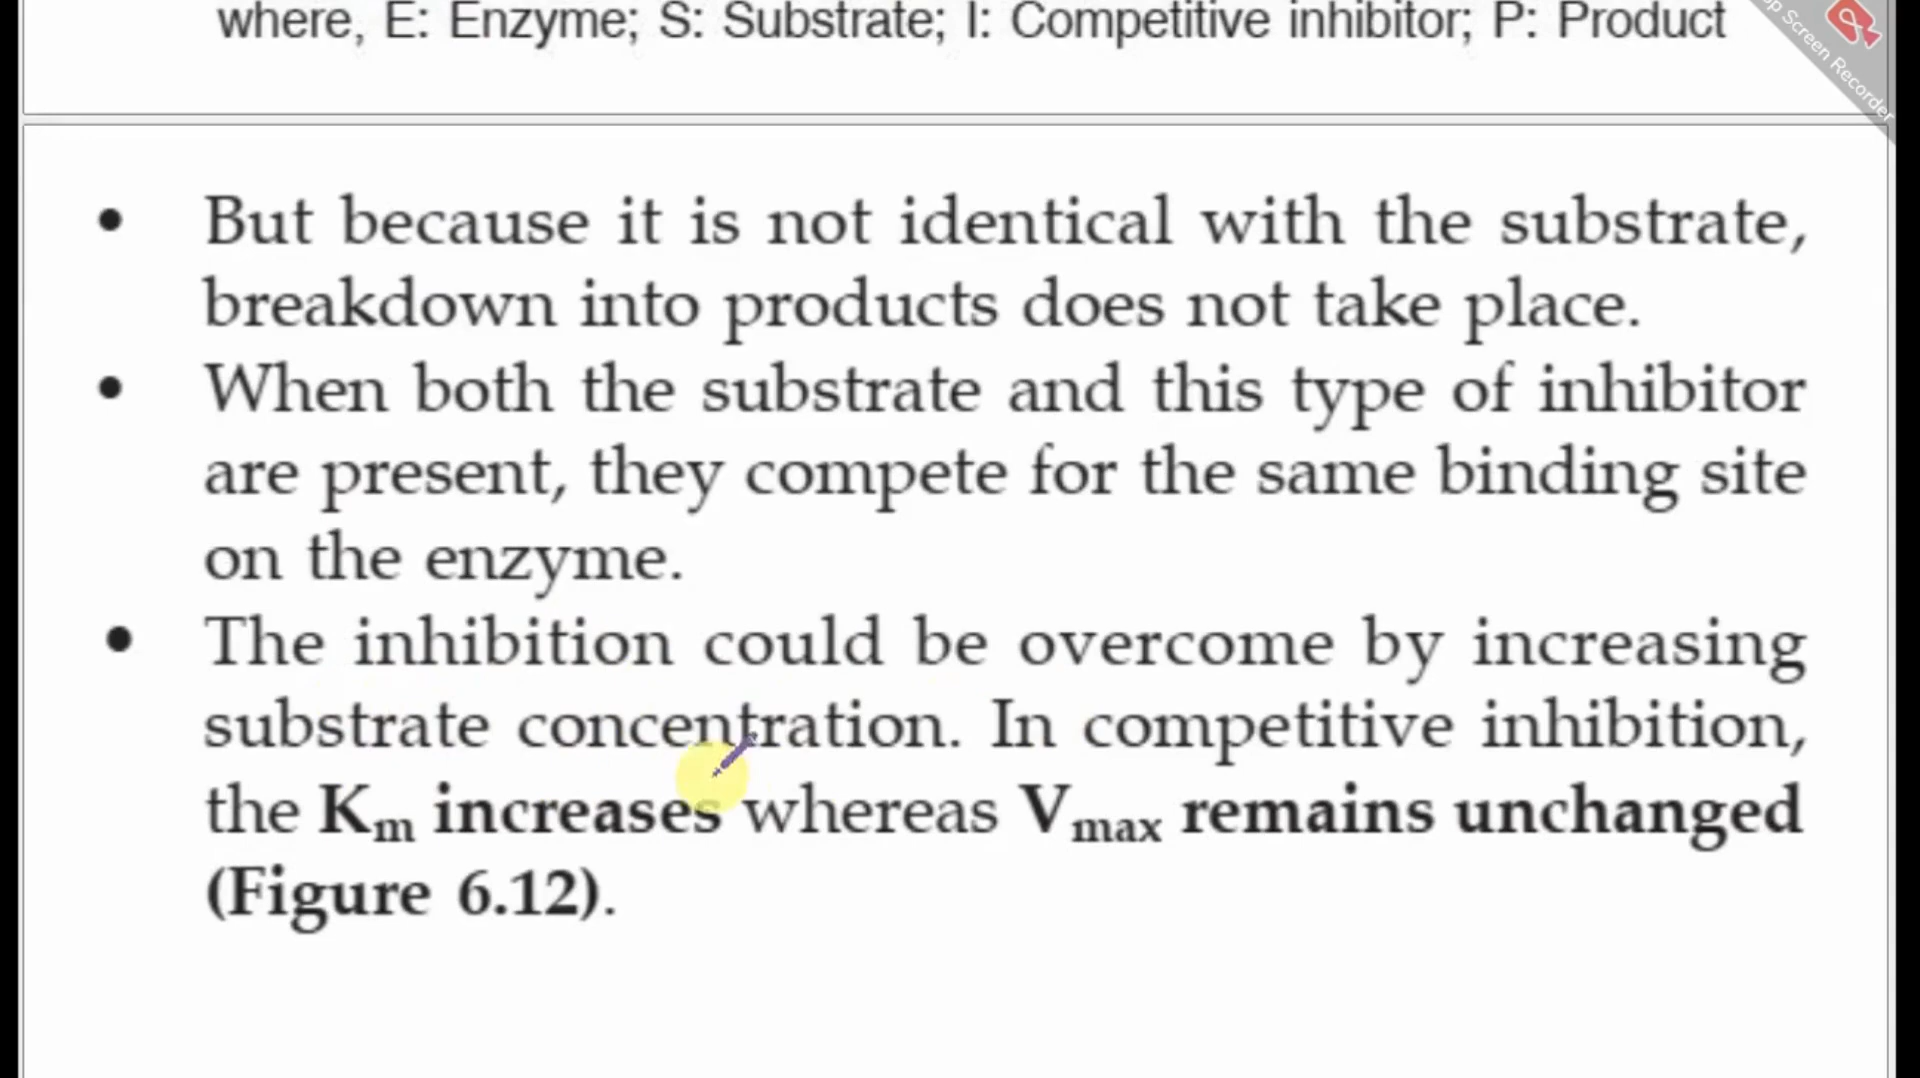 where, E: Enzyme; S: Substrate; I: Competitive inhibitor; P: Product
Screen Recorder
• But because it is not identical with the substrate,
breakdown into products does not take place.
• When both the substrate and this type of inhibitor
are present, they compete for the same binding site
on the enzyme.
• The inhibition could be overcome by increasing
substrate concentration. In competitive inhibition,
the Km increases whereas Vmax remains unchanged
(Figure 6.12).